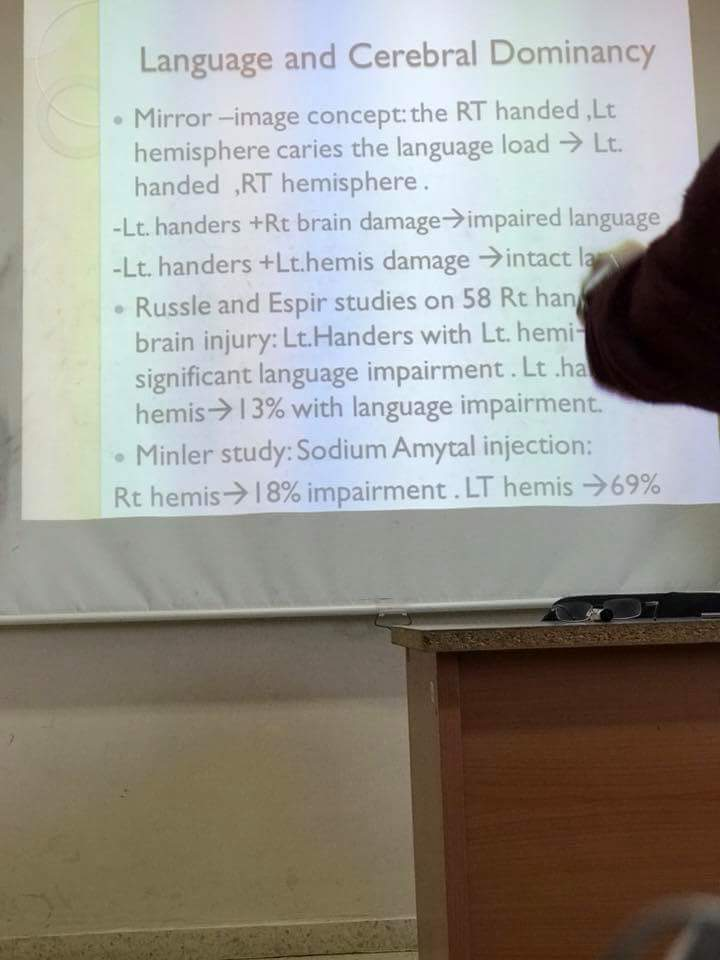 Language and Cerebral Dominancy
• Mirror –image concept: the RT handed ,Lt
hemisphere caries the language load → Lt.
handed ,RT hemisphere .
-Lt. handers +Rt brain damage→impaired language
-Lt. handers +Lt.hemis damage →intact
• Russle and Espir studies on 58 Rt
brain injury: Lt.Handers with Lt. hemi-
significant language impairment . Lt
hemis→13% with language impairment.
• Minler study: Sodium Amytal injection:
Rt hemis→18% impairment . LT hemis →69%